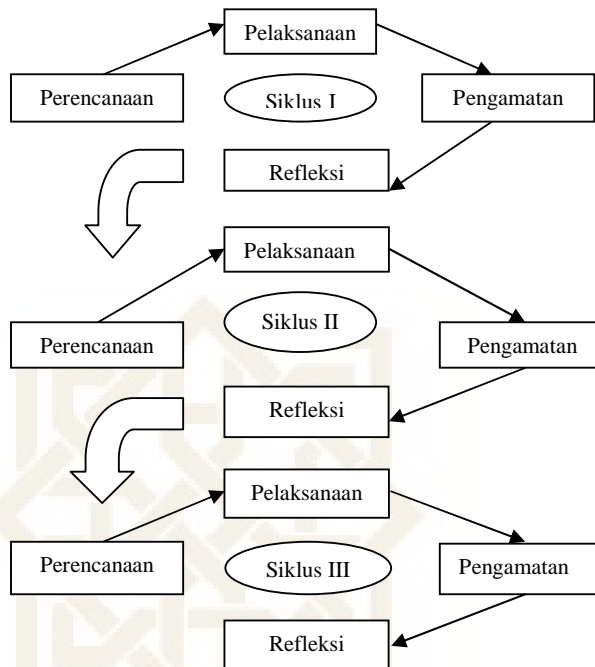 Pelaksanaan
Perencanaan
Siklus I
Pengamatan
Refleksi
Pelaksanaan
Perencanaan
Siklus II
Pengamatan
Refleksi
Pelaksanaan
Perencanaan
Siklus III
Pengamatan
Refleksi